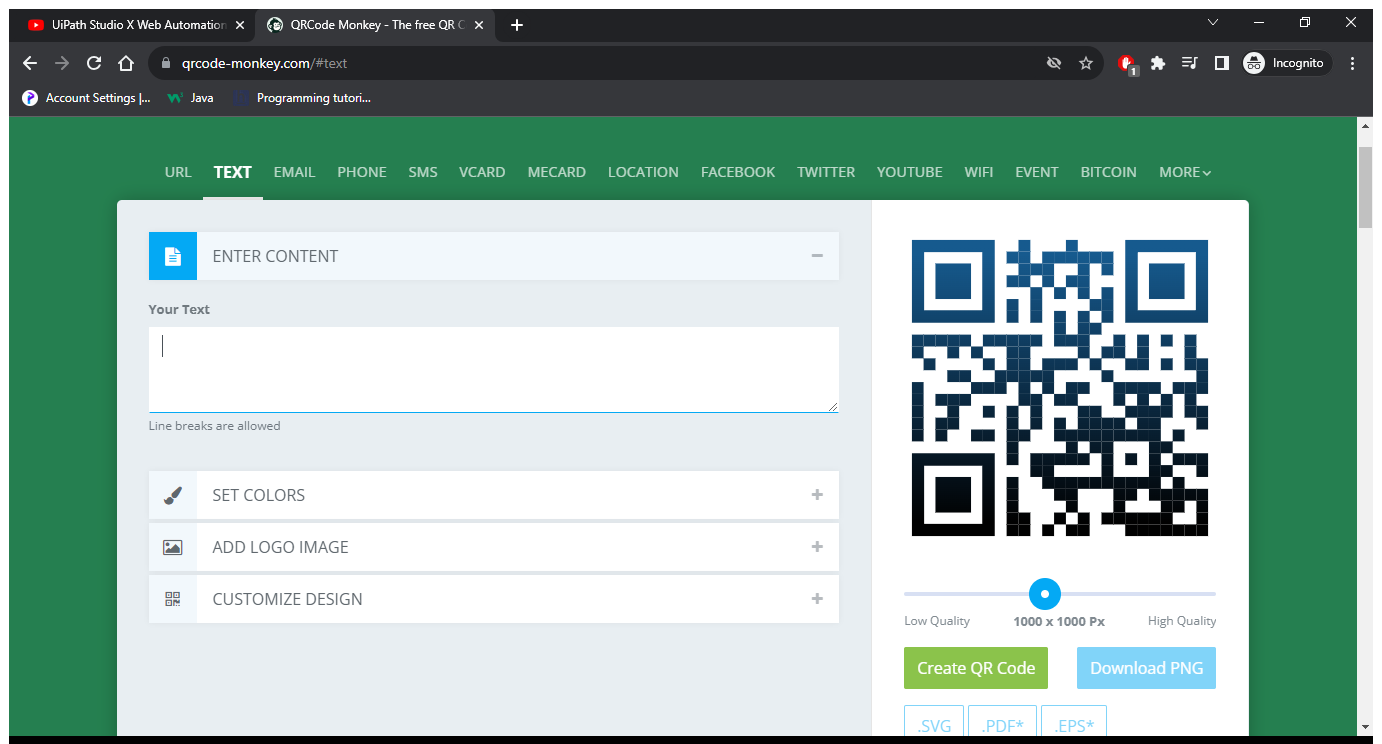 UiPath Studio X Web Automation
QRCode Monkey - The free QR C
qrcode-monkey.com/#text
1
Incognito
Account Settings |...
Java
Programming tutori...
URL TEXT EMAIL PHONE SMS VCARD MECARD LOCATION FACEBOOK TWITTER YOUTUBE WIFI EVENT BITCOIN MORE
ENTER CONTENT
Your Text
Line breaks are allowed
SET COLORS
ADD LOGO IMAGE
CUSTOMIZE DESIGN
Low Quality 1000 x 1000 Px High Quality
Create QR Code Download PNG
.SVG .PDF* .EPS*